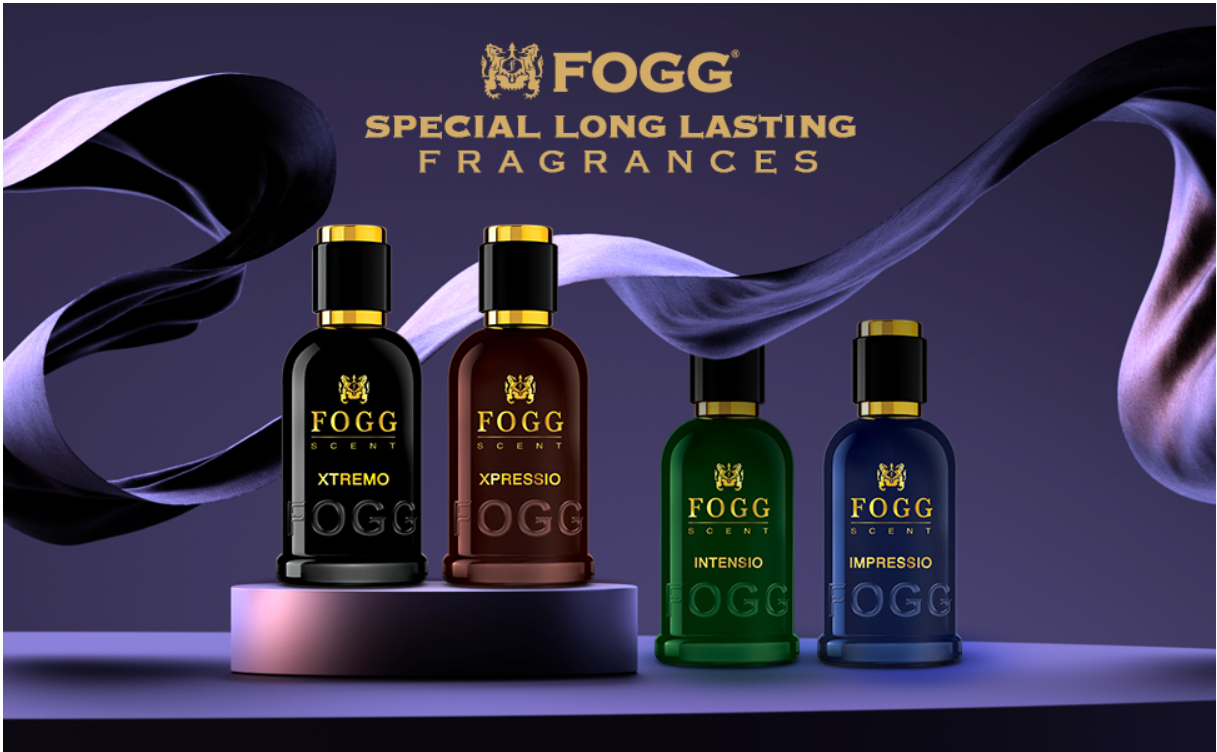 FOGG®
SPECIAL LONG LASTING
FRAGRANCES
FOGG
SCENT
XTREMO
FOGG
FOGG
SCENT
XPRESSIO
FOGG
FOGG
SCENT
INTENSIO
FOGG
FOGG
SCENT
IMPRESSIO
FOGG